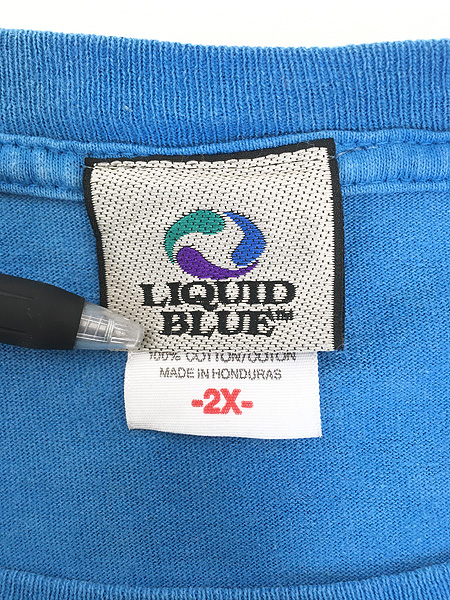 LIQUID
BLUE™
100% COTTON/COTON
MADE IN HONDURAS
-2X-